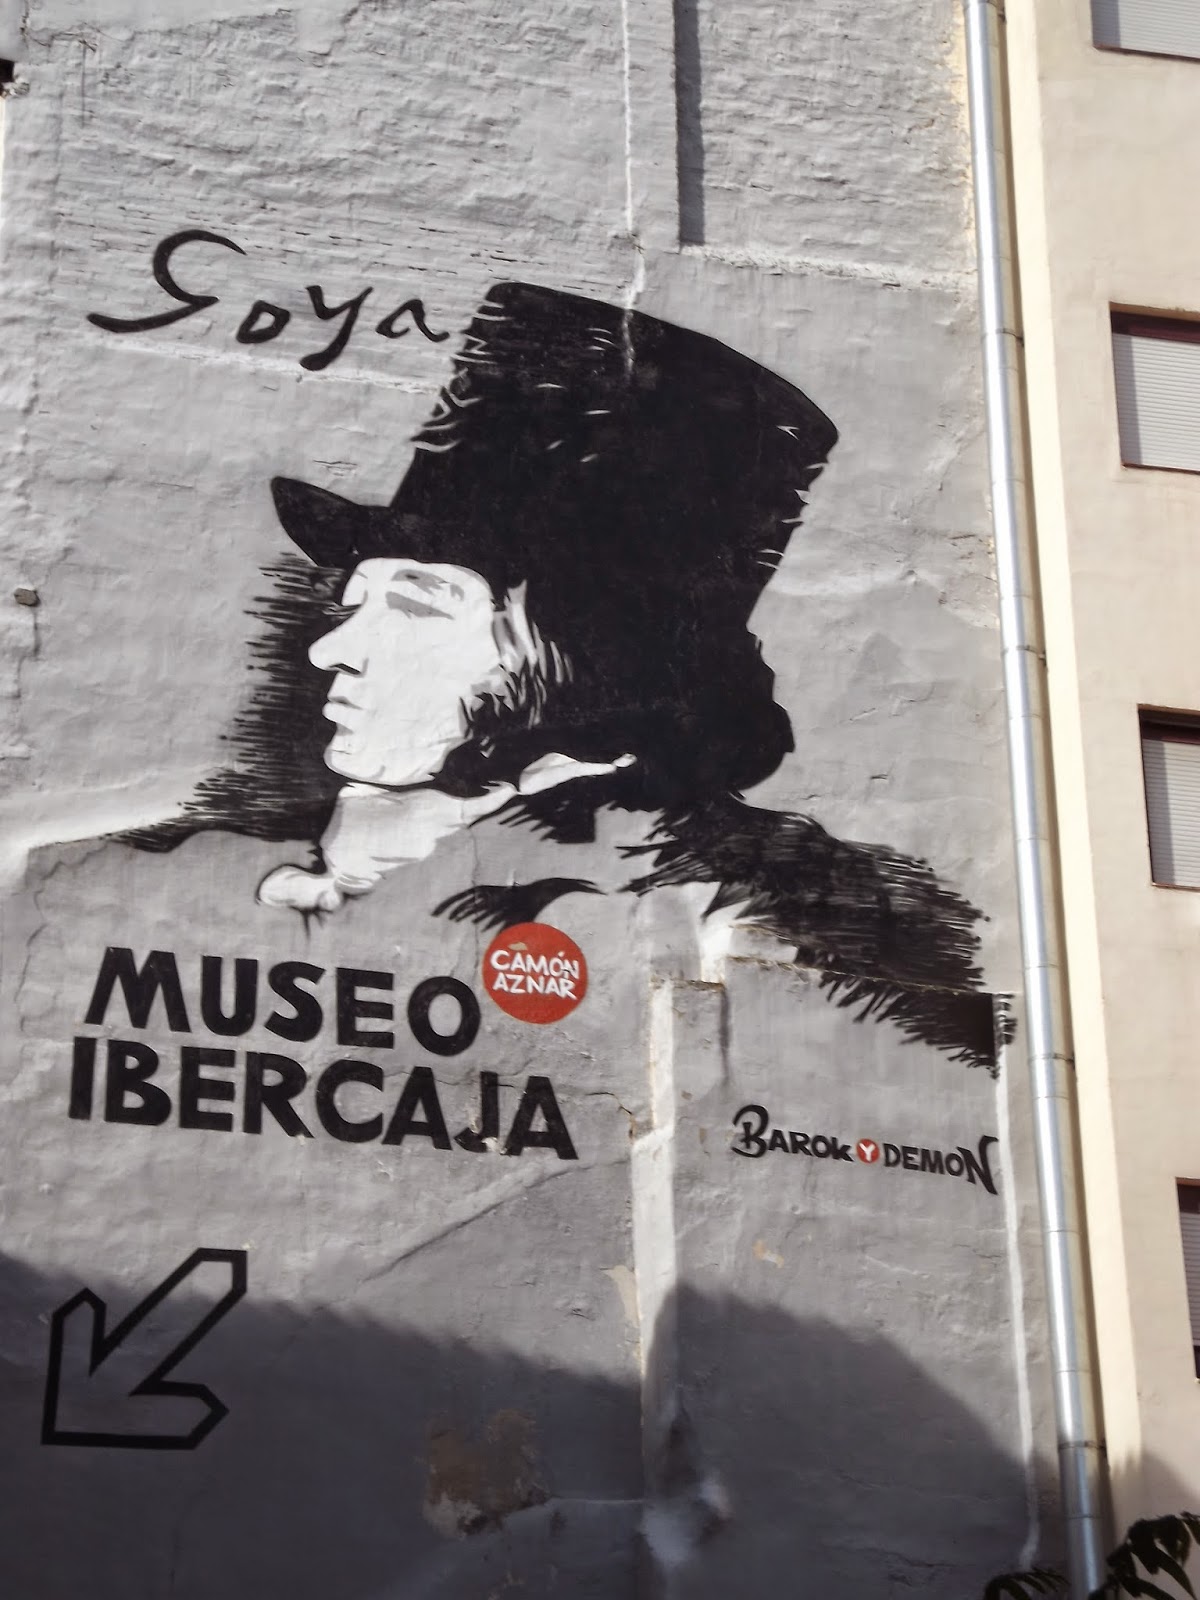 Goya
MUSEO
CAMÓN
AZNAR
IBERCAJA
BAROK Y DEMON